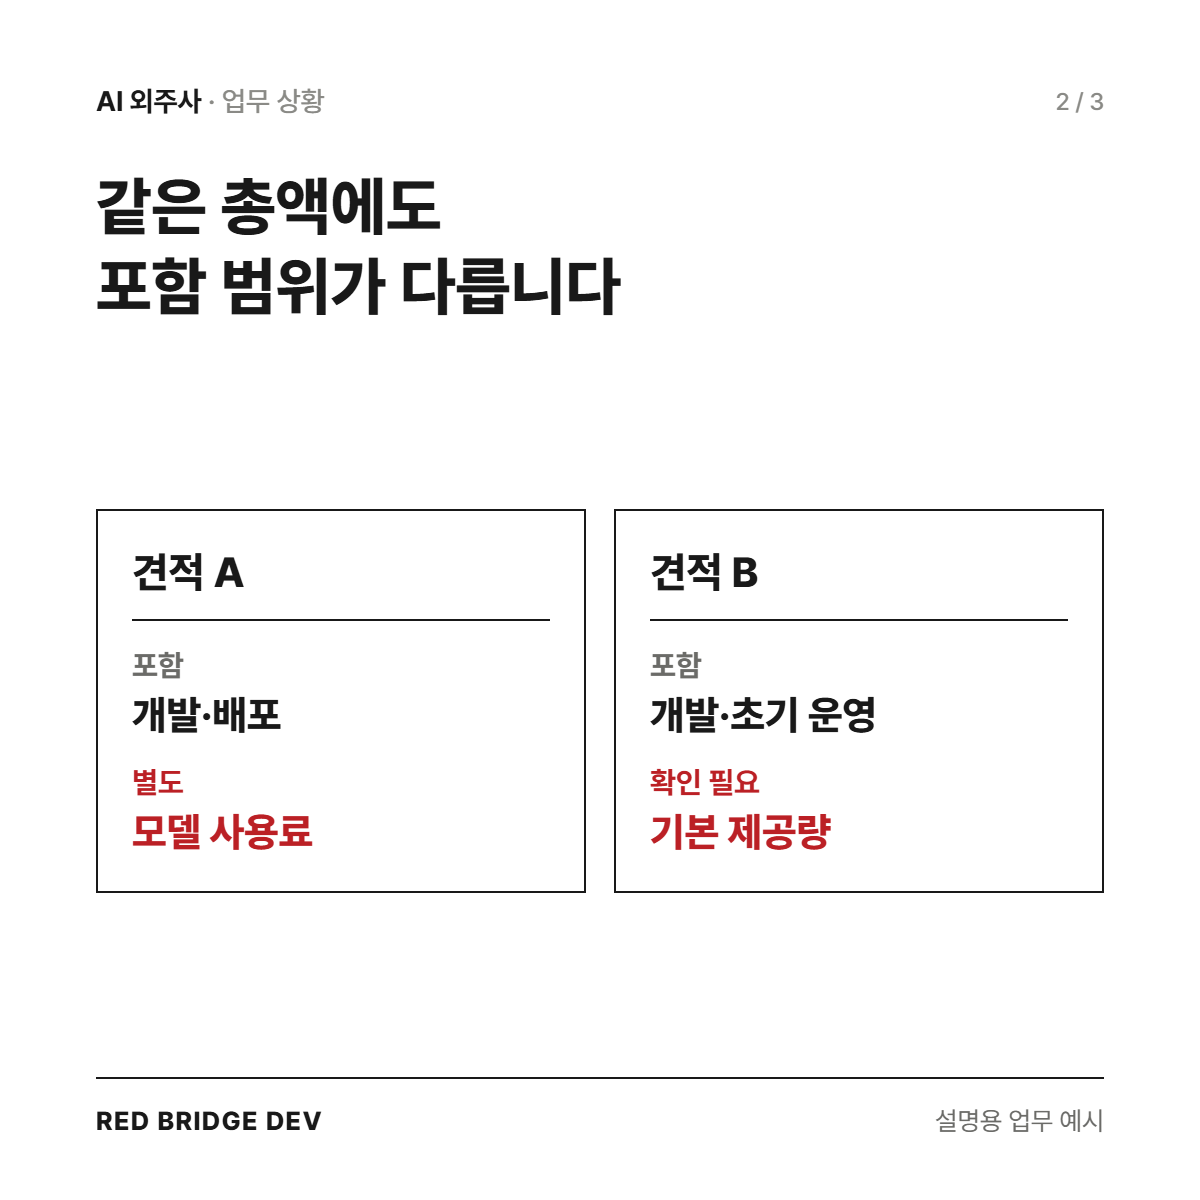 AI 외주사 · 업무 상황
2 / 3
같은 총액에도
포함 범위가 다릅니다
견적 A
포함
개발·배포
별도
모델 사용료
견적 B
포함
개발·초기 운영
확인 필요
기본 제공량
RED BRIDGE DEV
설명용 업무 예시